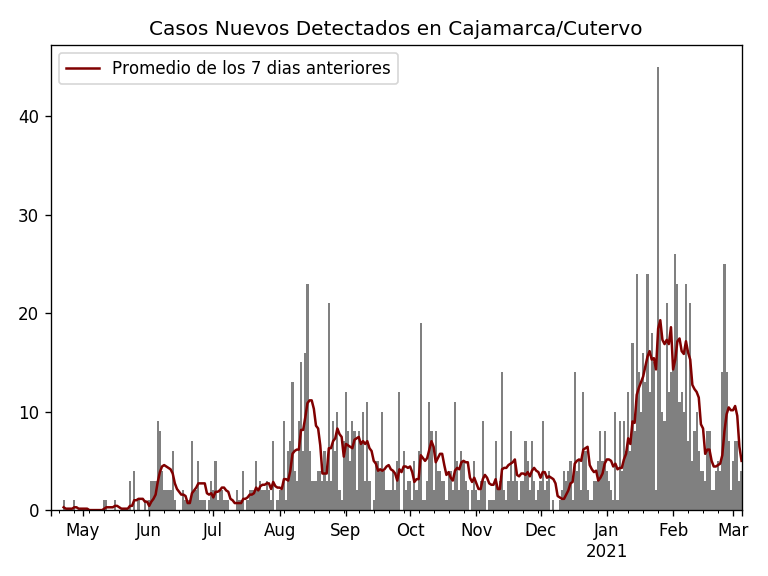 Casos Nuevos Detectados en Cajamarca/Cutervo
Promedio de los 7 dias anteriores
40
30
20
10
0
May Jun Jul Aug Sep Oct Nov Dec Jan Feb Mar
2021